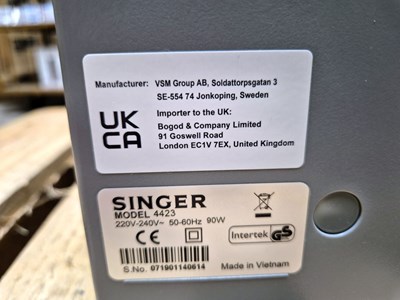 Manufacturer: VSM Group AB, Soldattorpsgatan 3
SE-554 74 Jonkoping, Sweden
UK
CA
Importer to the UK:
Bogod & Company Limited
91 Goswell Road
London EC1V 7EX, United Kingdom
SINGER
MODEL 4423
220V-240V~ 50-60Hz 90W
CE
Intertek GS
S.No. 071901140614
Made in Vietnam